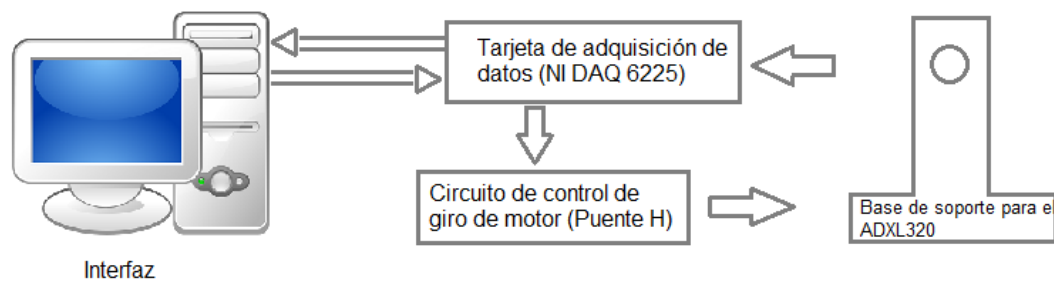 Tarjeta de adquisición de
datos (NI DAQ 6225)
Circuito de control de
giro de motor (Puente H)
Base de soporte para el
ADXL320
Interfaz